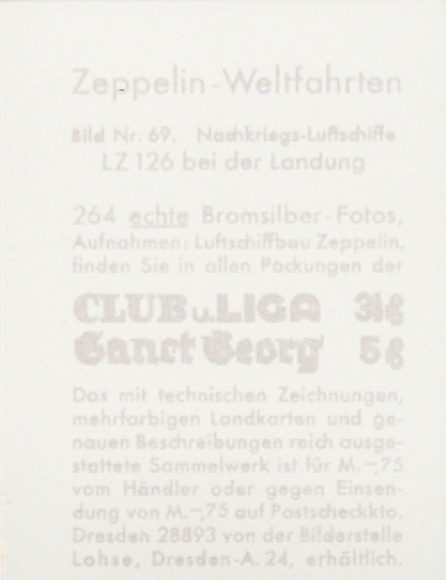 Zeppelin-Weltfahrten
Bild Nr. 69. Nachkriegs-Luftschiffe
LZ 126 bei der Landung
264 echte Bromsilber-Fotos,
Aufnahmen: Luftschiffbau Zeppelin,
finden Sie in allen Packungen der
CLUB u. LIGA 3⅓ ₰
Sanct Georg 5 ₰
Das mit technischen Zeichnungen,
mehrfarbigen Landkarten und ge-
nauen Beschreibungen reich ausge-
stattete Sammelwerk ist für M. –,75
vom Händler oder gegen Einsen-
dung von M. –,75 auf Postscheckkto.
Dresden 28893 von der Bilderstelle
Lohse, Dresden-A. 24, erhältlich.